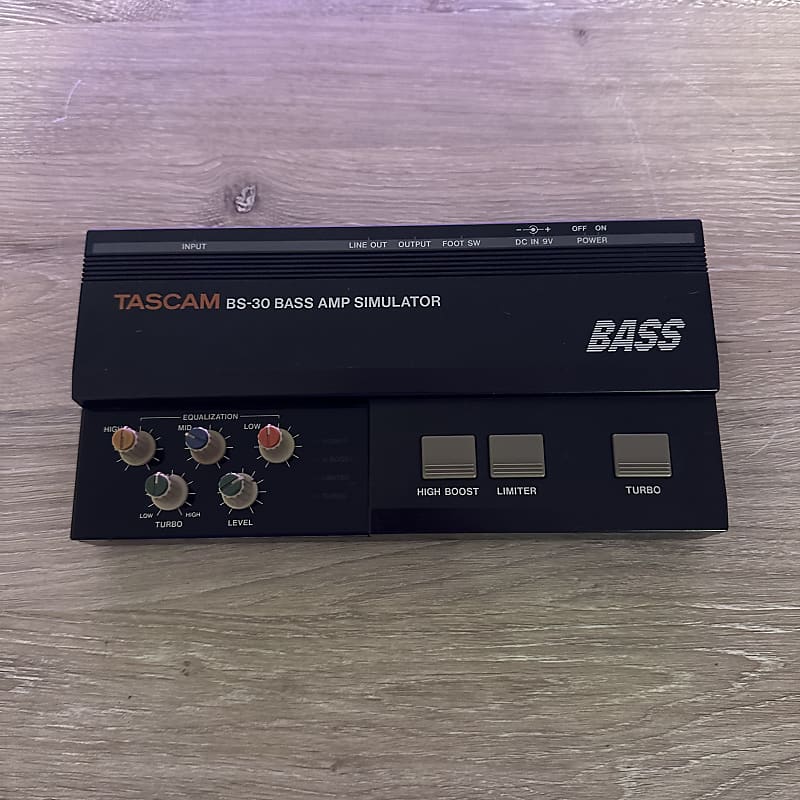 OFF ON
INPUT LINE OUT OUTPUT FOOT SW DC IN 9V POWER
TASCAM BS-30 BASS AMP SIMULATOR
BASS
EQUALIZATION
HIGH MID LOW
LOW HIGH
TURBO LEVEL
HIGH BOOST LIMITER TURBO